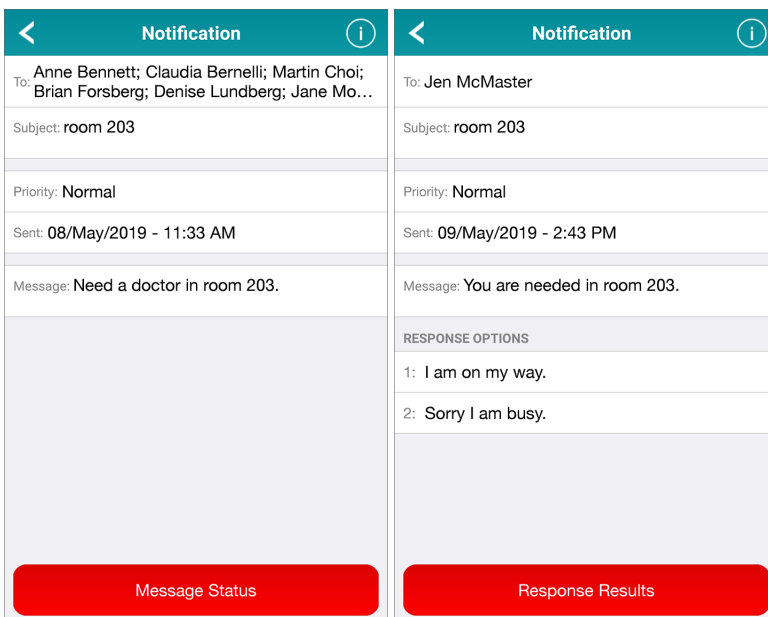 Notification
To: Anne Bennett; Claudia Bernelli; Martin Choi;
Brian Forsberg; Denise Lundberg; Jane Mo...
Subject: room 203
Priority: Normal
Sent: 08/May/2019 - 11:33 AM
Message: Need a doctor in room 203.
Message Status
Notification
To: Jen McMaster
Subject: room 203
Priority: Normal
Sent: 09/May/2019 - 2:43 PM
Message: You are needed in room 203.
RESPONSE OPTIONS
1: I am on my way.
2: Sorry I am busy.
Response Results